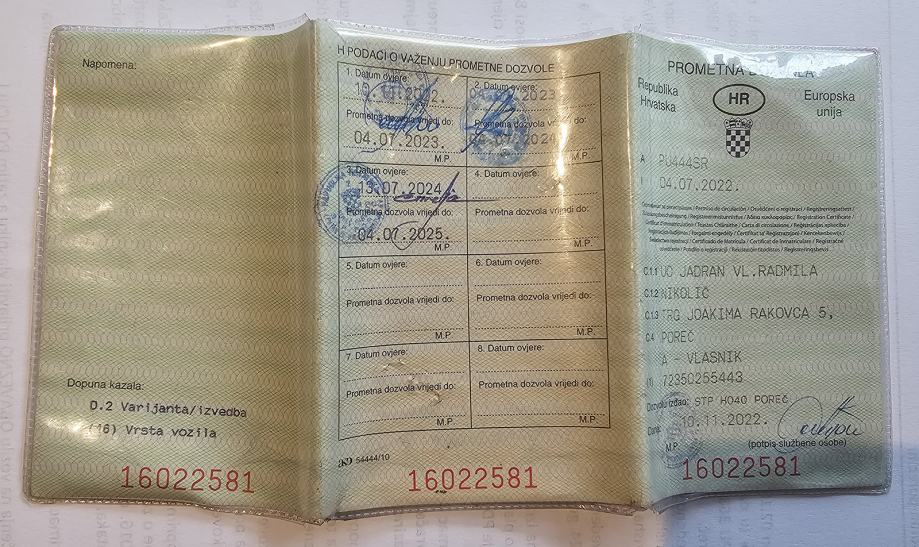 Napomena:
Dopuna kazala:
D.2 Varijanta/izvedba
(16) Vrsta vozila
16022581
H PODACI O VAŽENJU PROMETNE DOZVOLE
1. Datum ovjere:
Prometna dozvola vrijedi do:
04.07.2023.
M.P.
2. Datum ovjere:
Prometna dozvola vrijedi do:
M.P.
3. Datum ovjere:
13.07.2024
Prometna dozvola vrijedi do:
04.07.2025.
M.P.
4. Datum ovjere:
Prometna dozvola vrijedi do:
M.P.
5. Datum ovjere:
Prometna dozvola vrijedi do:
M.P.
6. Datum ovjere:
Prometna dozvola vrijedi do:
M.P.
7. Datum ovjere:
Prometna dozvola vrijedi do:
M.P.
8. Datum ovjere:
Prometna dozvola vrijedi do:
M.P.
54444/10
16022581
PROMETNA
Republika
Hrvatska
HR
Europska
unija
A PU444SR
04.07.2022.
C.1.1 UO JADRAN VL.RADMILA
C.1.2 NIKOLIĆ
C.1.3 TRG JOAKIMA RAKOVCA 5,
C.4 POREČ
A - VLASNIK
(1) 72350255443
Dozvolu izdao: STP HO40 POREČ
10.11.2022.
M.P.
(potpis službene osobe)
16022581